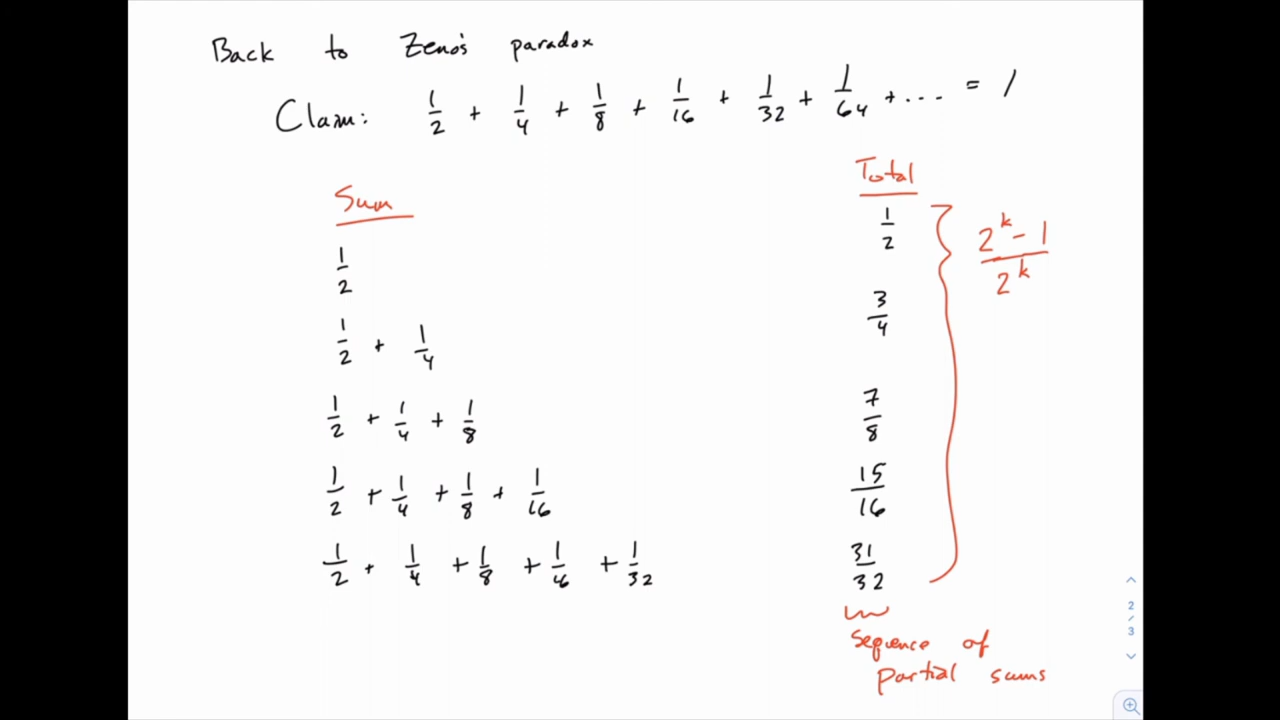 Back to Zeno's paradox
Claim: 1/2 + 1/4 + 1/8 + 1/16 + 1/32 + 1/64 + ... = 1
Sum Total
1/2 1/2
1/2 + 1/4 3/4
1/2 + 1/4 + 1/8 7/8
1/2 + 1/4 + 1/8 + 1/16 15/16
1/2 + 1/4 + 1/8 + 1/16 + 1/32 31/32
(2^k - 1)/2^k
Sequence of
partial sums
2
/
3